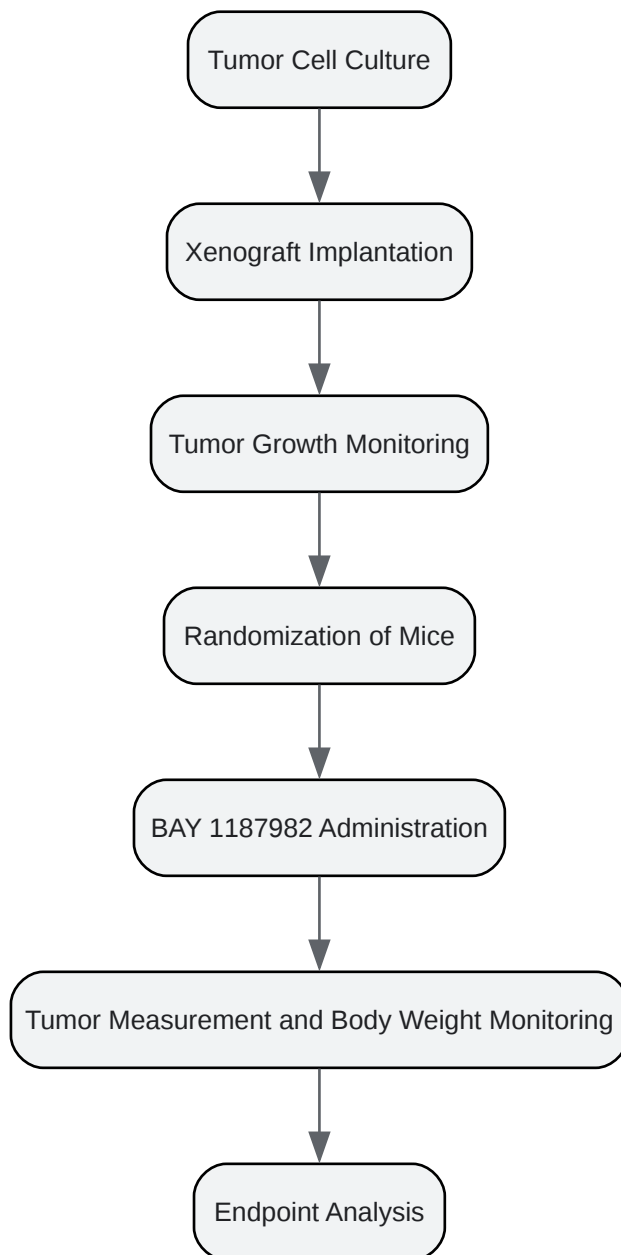 Tumor Cell Culture
Xenograft Implantation
Tumor Growth Monitoring
Randomization of Mice
BAY 1187982 Administration
Tumor Measurement and Body Weight Monitoring
Endpoint Analysis